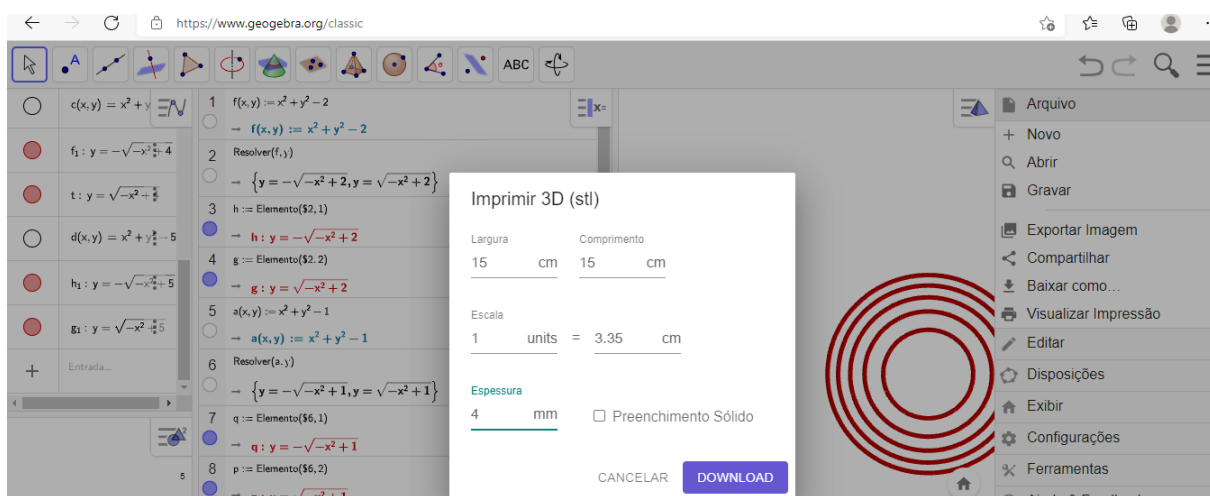 https://www.geogebra.org/classic
A
ABC
c(x, y) = x² + y
f₁ : y = −√−x² + 4
t : y = √−x² +
d(x, y) = x² + y² − 5
h₁ : y = −√−x² + 5
g₁ : y = √−x² + 5
+ Entrada...
5
1 f(x, y) := x² + y² − 2
→ f(x, y) := x² + y² − 2
2 Resolver(f, y)
→ {y = −√−x² + 2, y = √−x² + 2}
3 h := Elemento($2, 1)
→ h : y = −√−x² + 2
4 g := Elemento($2. 2)
→ g : y = √−x² + 2
5 a(x, y) := x² + y² − 1
→ a(x, y) := x² + y² − 1
6 Resolver(a. y)
→ {y = −√−x² + 1, y = √−x² + 1}
7 q := Elemento($6, 1)
→ q : y = −√−x² + 1
8 p := Elemento($6, 2)
x=
Imprimir 3D (stl)
Largura Comprimento
15 cm 15 cm
Escala
1 units = 3.35 cm
Espessura
4 mm Preenchimento Sólido
CANCELAR DOWNLOAD
Arquivo
+ Novo
Abrir
Gravar
Exportar Imagem
Compartilhar
Baixar como...
Visualizar Impressão
Editar
Disposições
Exibir
Configurações
Ferramentas